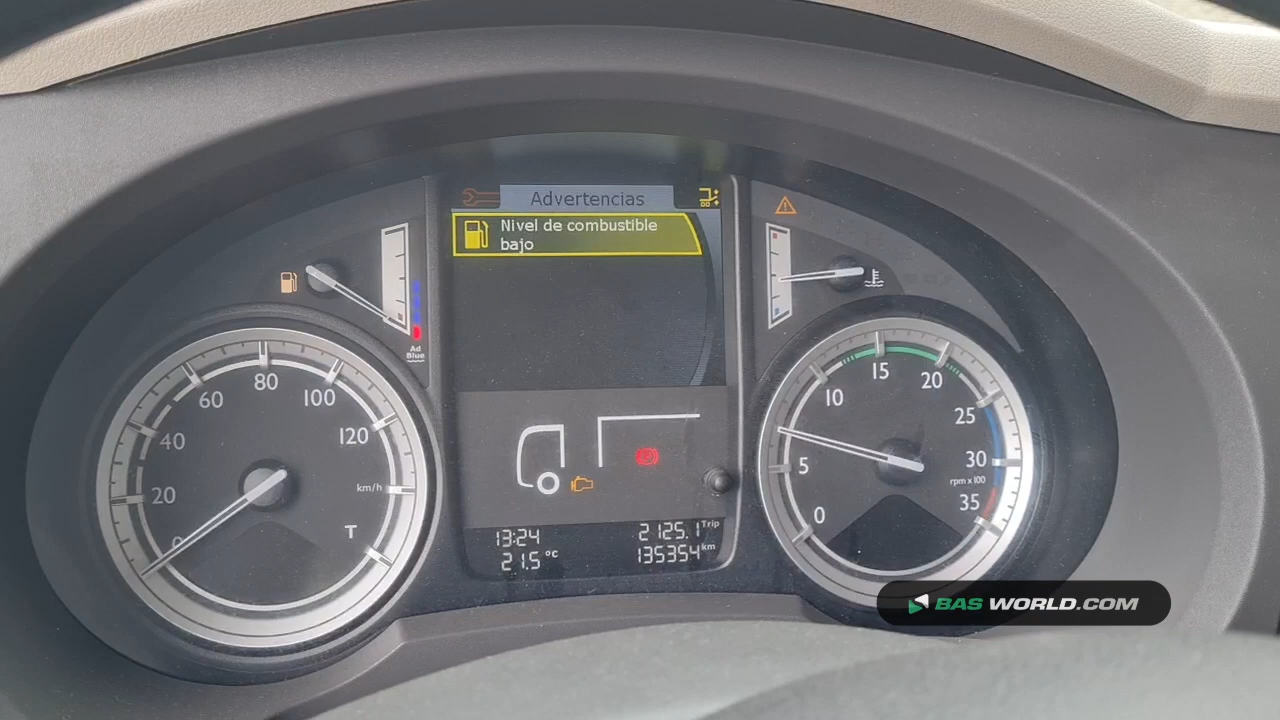 Advertencias
Nivel de combustible
bajo
Ad
Blue
0
20
40
60
80
100
120
km/h
T
13:24
21.5 °C
2125.1 Trip
135354 km
0
5
10
15
20
25
30
rpm x 100
35
BAS WORLD.COM